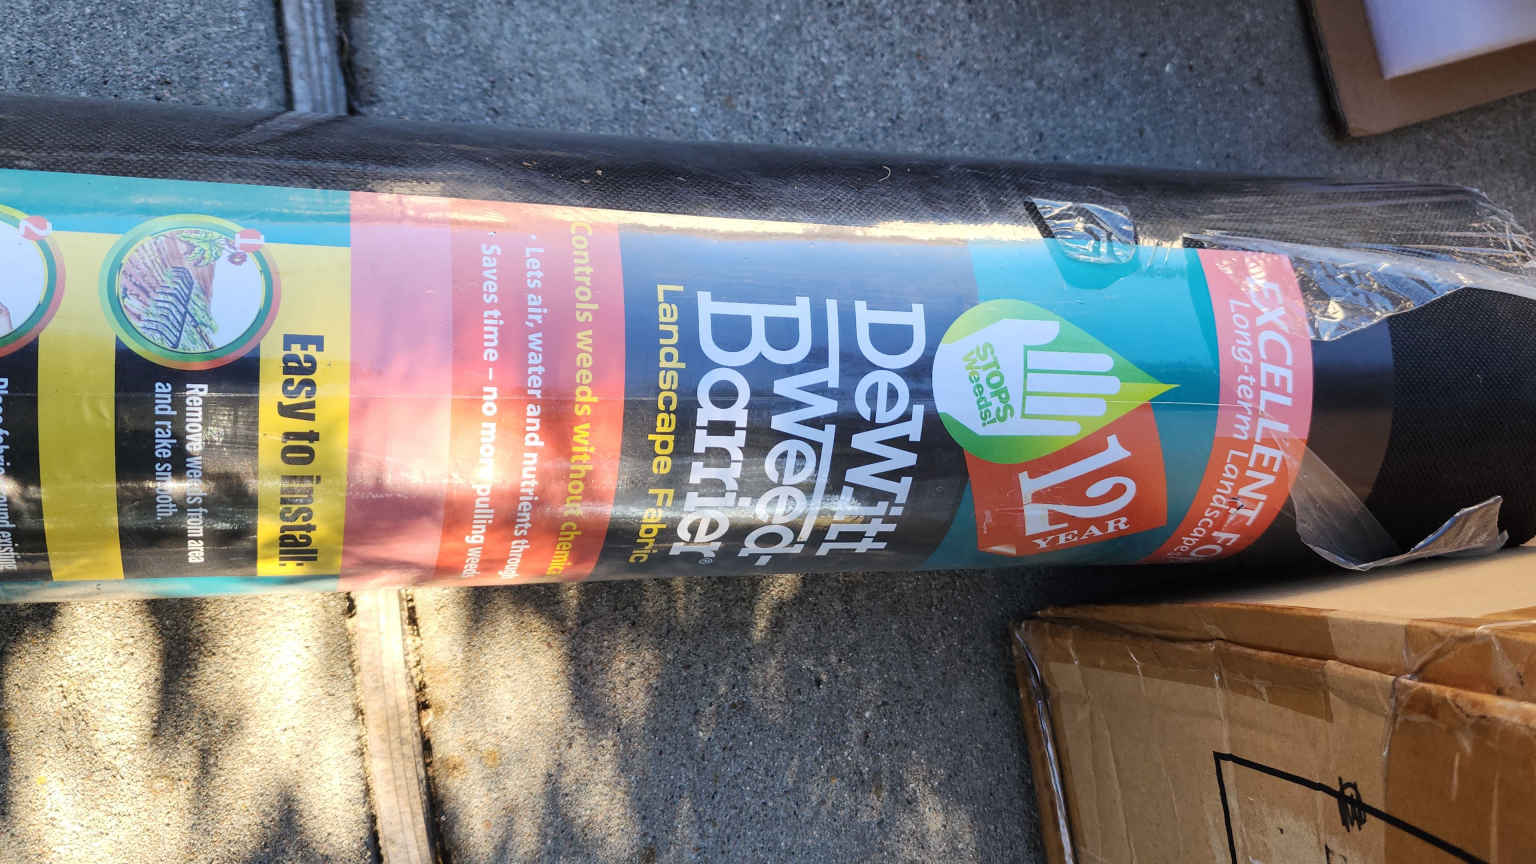 EXCELLENT FO
Long-term Landscape
12
YEAR
STOPS
Weeds!
DeWitt
Weed-
Barrier®
Landscape Fabric
Controls weeds without chemic
· Lets air, water and nutrients through
Saves time – no more pulling weeds
Easy to install:
1
Remove weeds from area
and rake smooth.
2